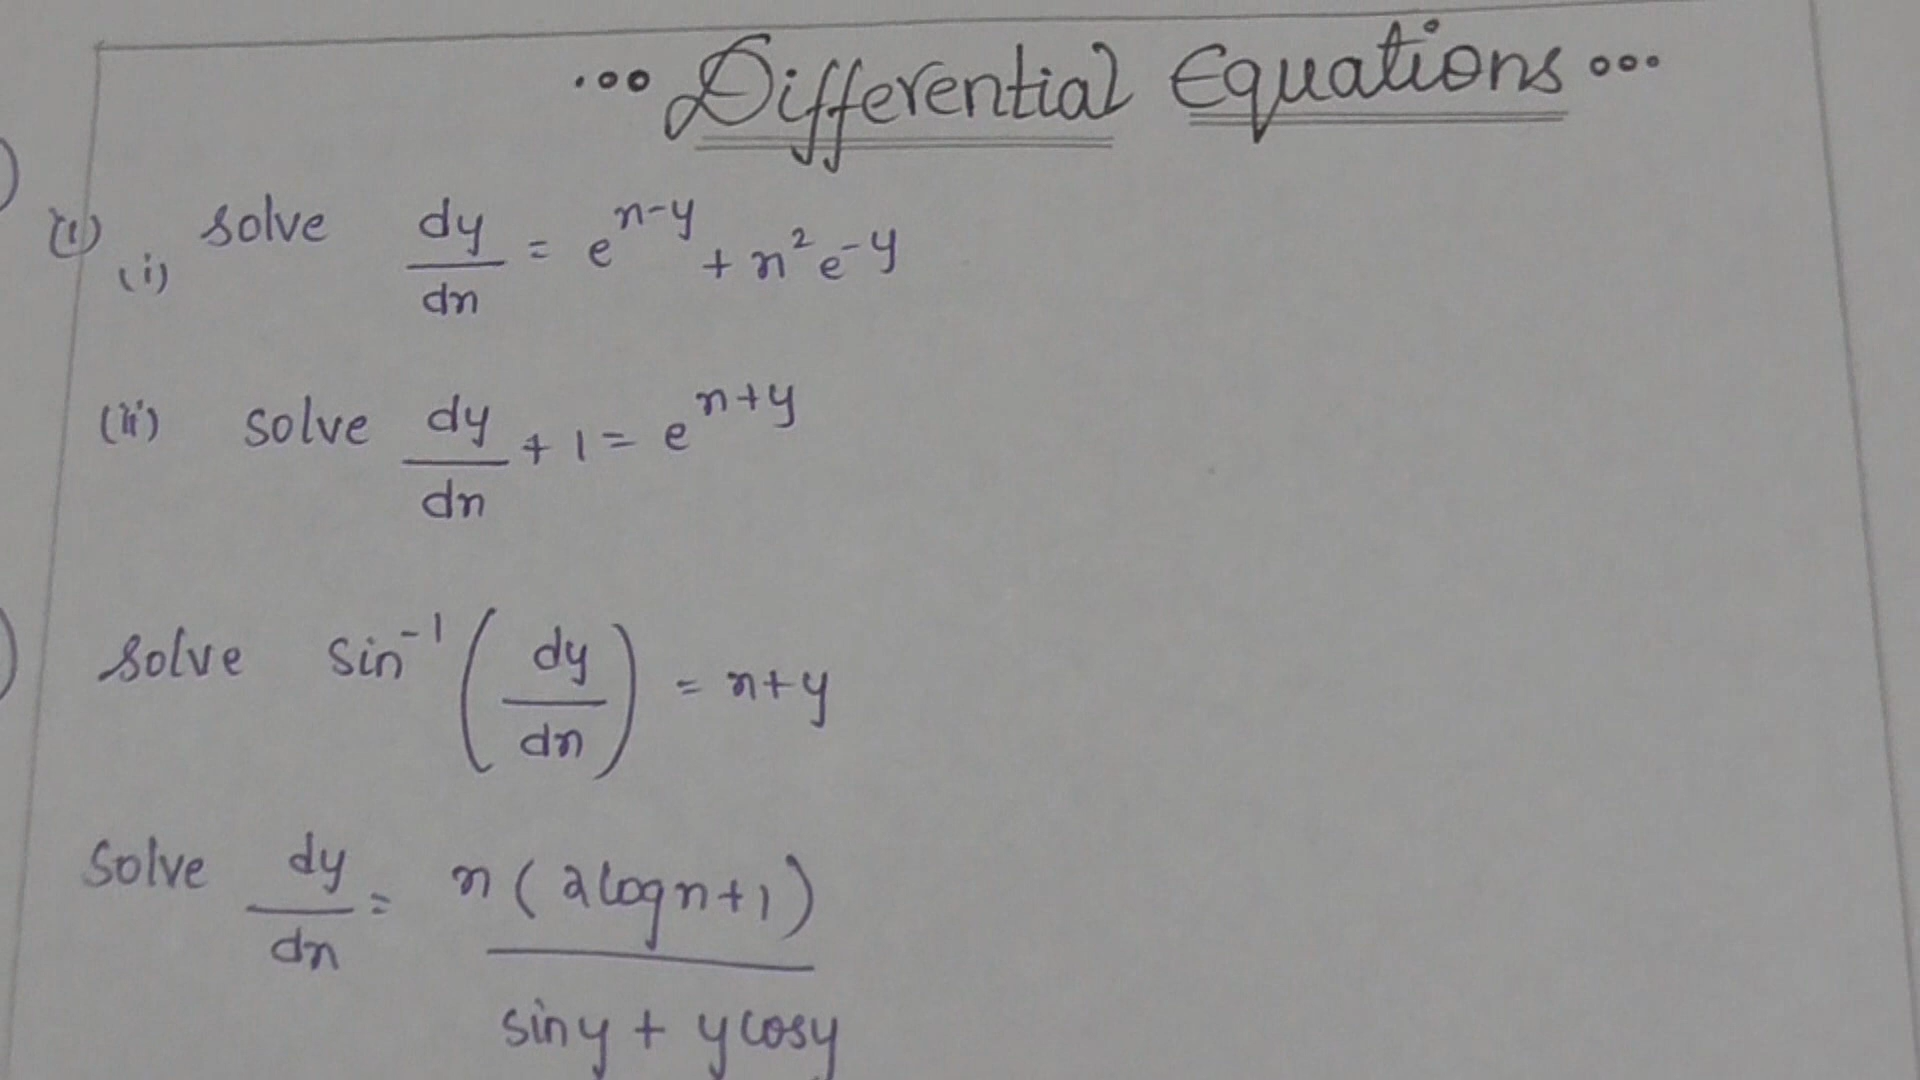 ... Differential Equations ...
(1) (i) solve dy/dx = e^x-y + x² e^-y
(ii) solve dy/dx + 1 = e^x+y
solve sin⁻¹ (dy/dx) = x+y
Solve dy/dx = x(2logx+1) / siny + ycosy